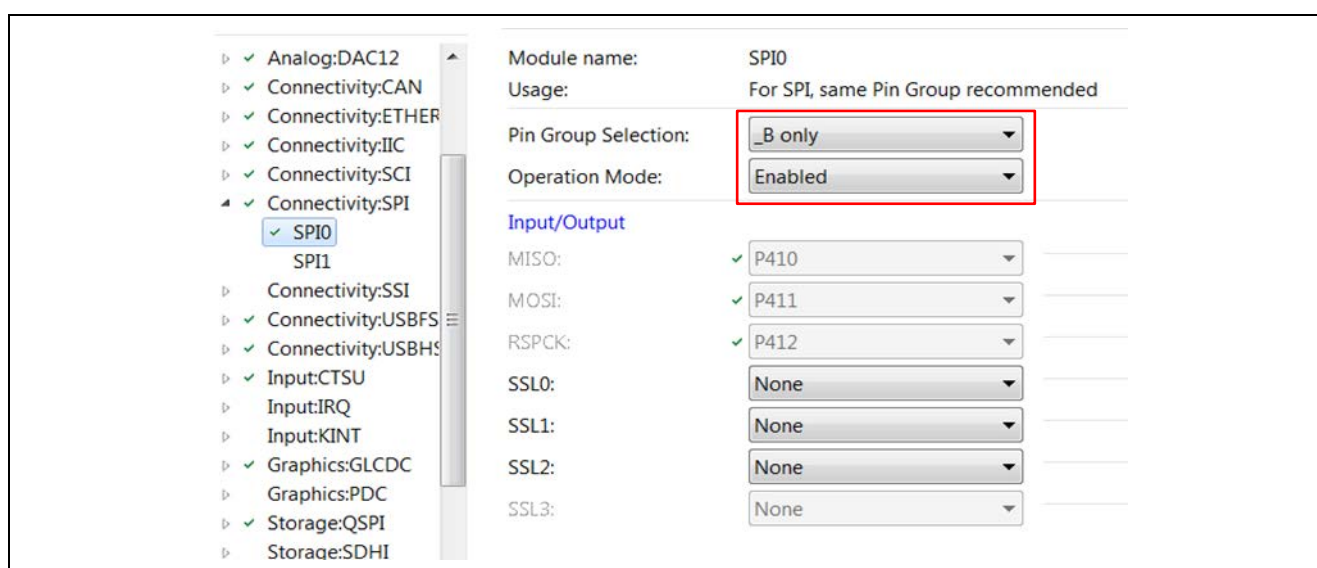 Analog:DAC12
Connectivity:CAN
Connectivity:ETHER
Connectivity:IIC
Connectivity:SCI
Connectivity:SPI
SPI0
SPI1
Connectivity:SSI
Connectivity:USBFS
Connectivity:USBHS
Input:CTSU
Input:IRQ
Input:KINT
Graphics:GLCDC
Graphics:PDC
Storage:QSPI
Storage:SDHI
Module name: SPI0
Usage: For SPI, same Pin Group recommended
Pin Group Selection: _B only
Operation Mode: Enabled
Input/Output
MISO: P410
MOSI: P411
RSPCK: P412
SSL0: None
SSL1: None
SSL2: None
SSL3: None